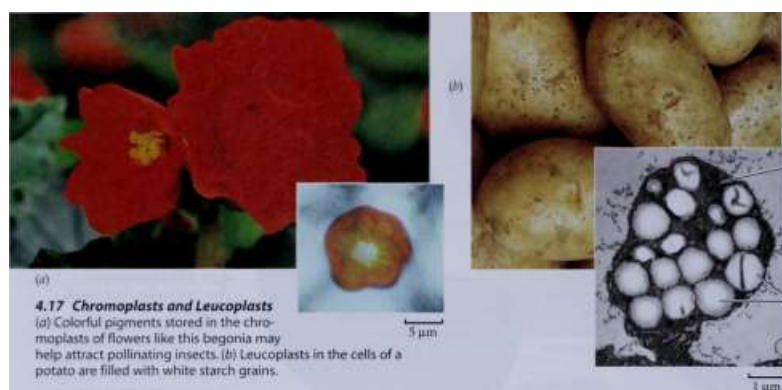 (b)
(a)
4.17 Chromoplasts and Leucoplasts
(a) Colorful pigments stored in the chro-
moplasts of flowers like this begonia may
help attract pollinating insects. (b) Leucoplasts in the cells of a
potato are filled with white starch grains.
5 µm
1 µm